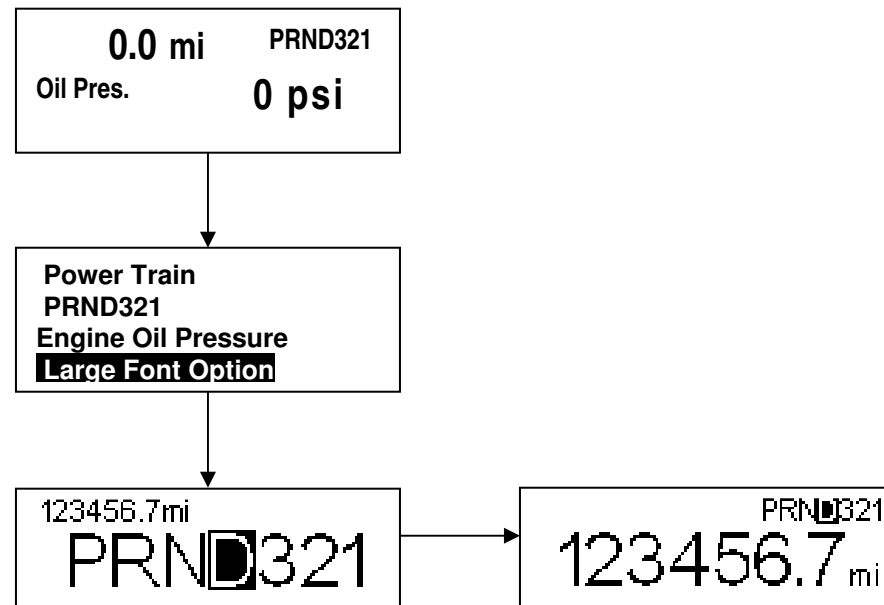 0.0 mi PRND321
Oil Pres. 0 psi
Power Train
PRND321
Engine Oil Pressure
Large Font Option
123456.7mi
PRND321
PRND321
123456.7 mi